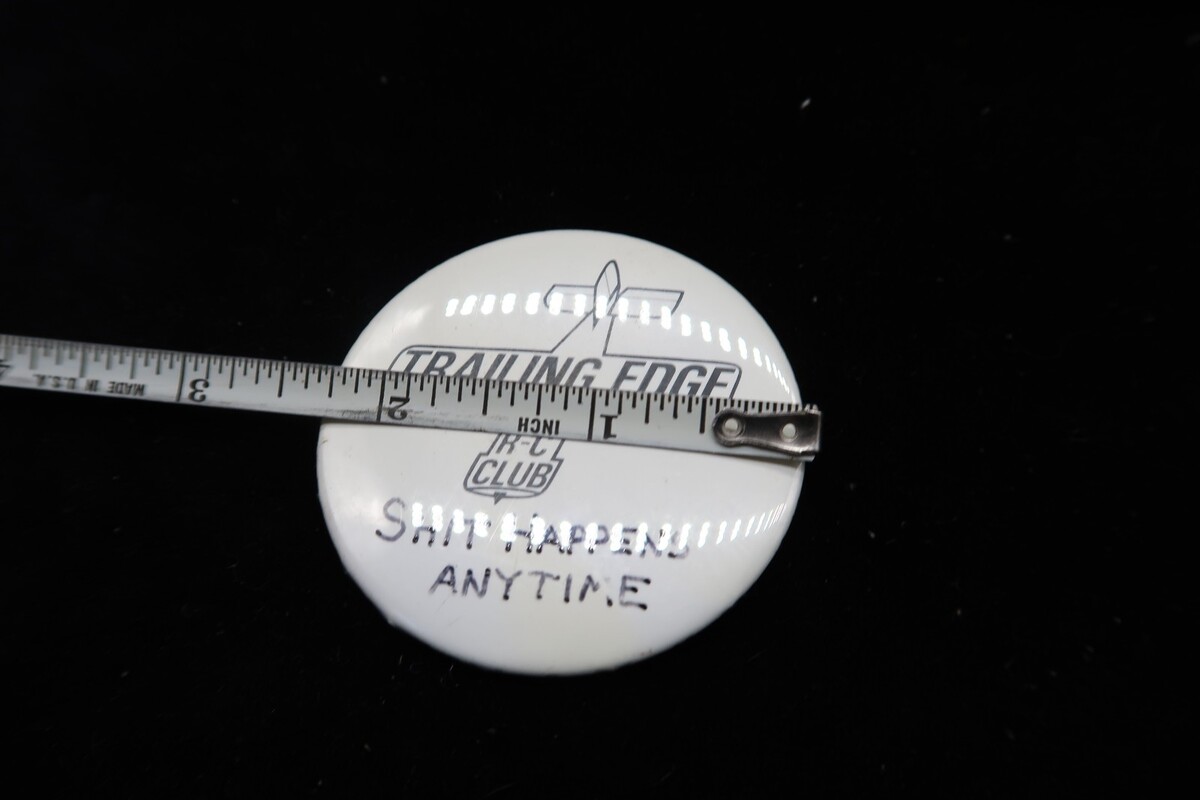 TRAILING EDGE
R-C
CLUB
SHIT HAPPENS
ANYTIME
MADE IN U.S.A.
3
2
INCH
1